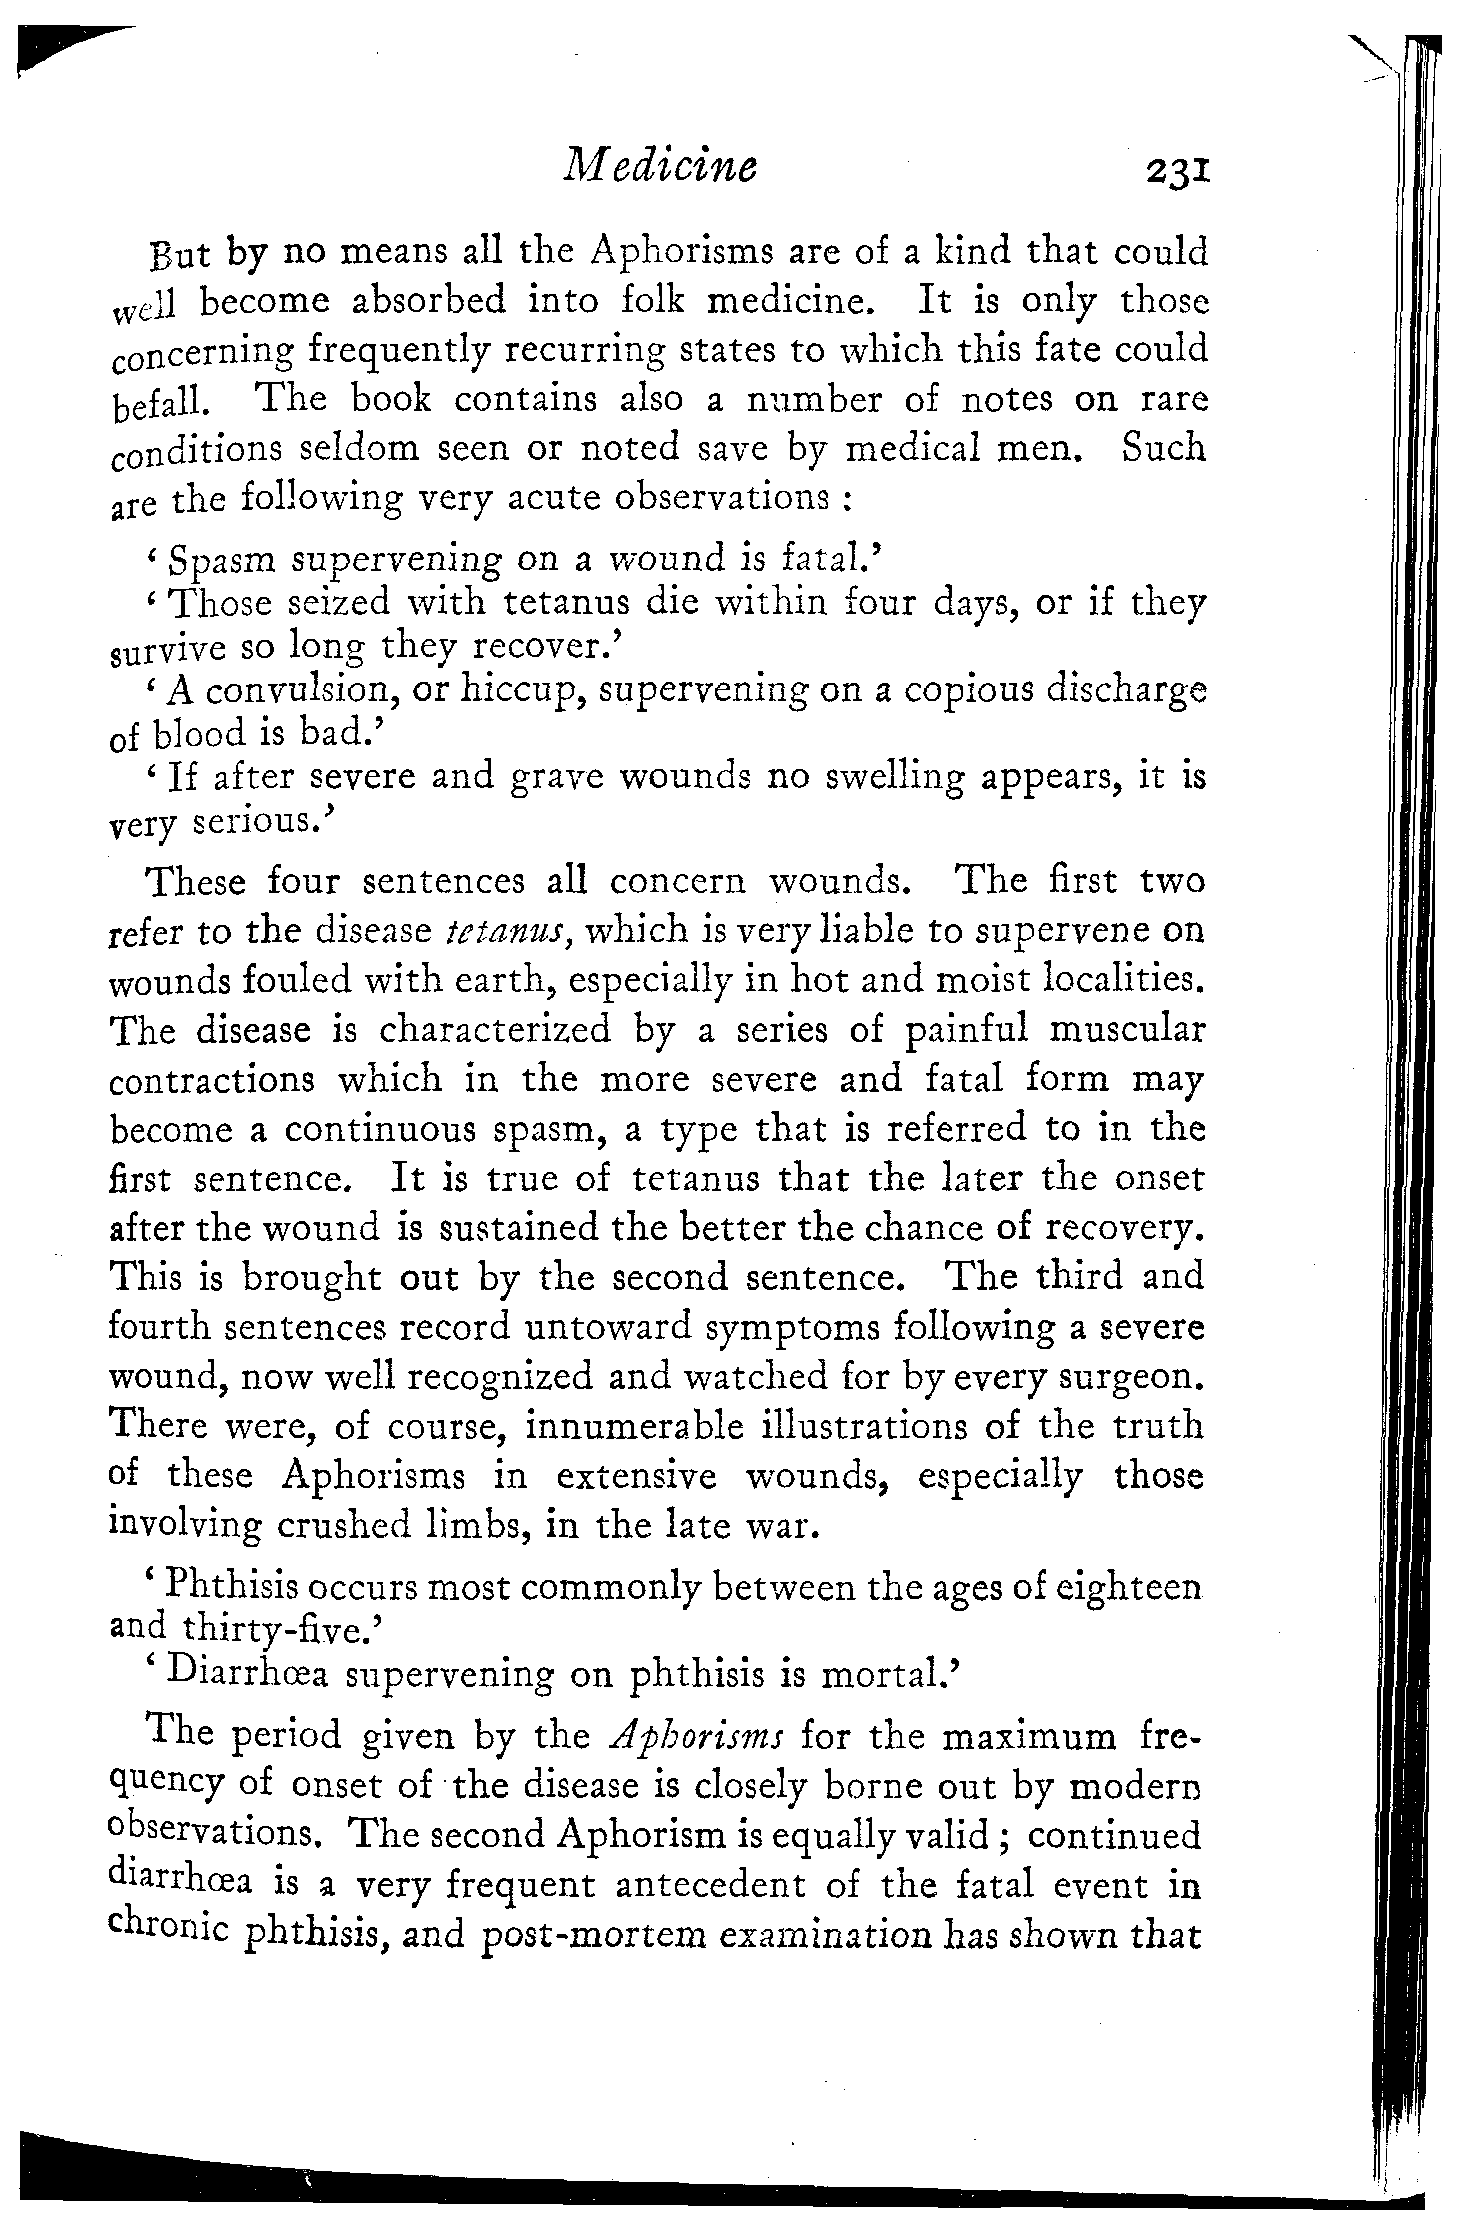 Medicine 231
But by no means all the Aphorisms are of a kind that could
well become absorbed into folk medicine. It is only those
concerning frequently recurring states to which this fate could
befall. The book contains also a number of notes on rare
conditions seldom seen or noted save by medical men. Such
are the following very acute observations :
‘ Spasm supervening on a wound is fatal.’
‘ Those seized with tetanus die within four days, or if they
survive so long they recover.’
‘ A convulsion, or hiccup, supervening on a copious discharge
of blood is bad.’
‘ If after severe and grave wounds no swelling appears, it is
very serious.’
These four sentences all concern wounds. The first two
refer to the disease tetanus, which is very liable to supervene on
wounds fouled with earth, especially in hot and moist localities.
The disease is characterized by a series of painful muscular
contractions which in the more severe and fatal form may
become a continuous spasm, a type that is referred to in the
first sentence. It is true of tetanus that the later the onset
after the wound is sustained the better the chance of recovery.
This is brought out by the second sentence. The third and
fourth sentences record untoward symptoms following a severe
wound, now well recognized and watched for by every surgeon.
There were, of course, innumerable illustrations of the truth
of these Aphorisms in extensive wounds, especially those
involving crushed limbs, in the late war.
‘ Phthisis occurs most commonly between the ages of eighteen
and thirty-five.’
‘ Diarrhœa supervening on phthisis is mortal.’
The period given by the Aphorisms for the maximum fre-
quency of onset of the disease is closely borne out by modern
observations. The second Aphorism is equally valid ; continued
diarrhœa is a very frequent antecedent of the fatal event in
chronic phthisis, and post-mortem examination has shown that